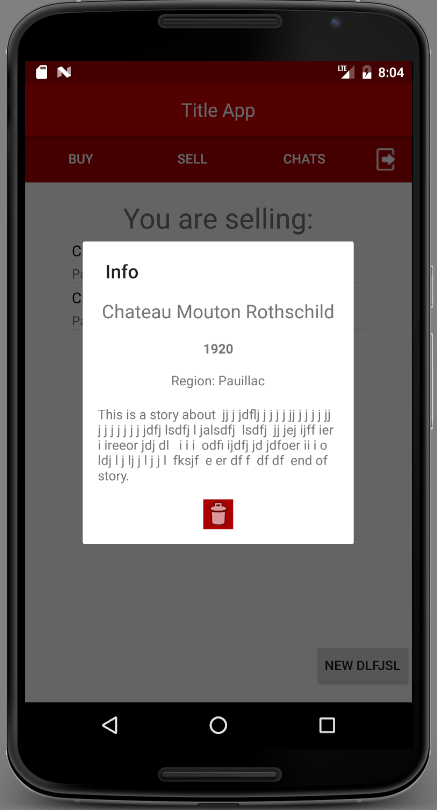 LTE 8:04
Title App
BUY SELL CHATS
You are selling:
C
Pa
C
Pa
Info
Chateau Mouton Rothschild
1920
Region: Pauillac
This is a story about  jj j jdflj j j j j jj j j j j jj
j j j j j j j jdfj lsdfj l jalsdfj  lsdfj  jj jej ijff ier
i ireeor jdj dl   i i i  odfii ijdfj jd jdfoer ii i o
ldj l j lj j l j j l  fksjf  e er df f  df df  end of
story.
NEW DLFJSL